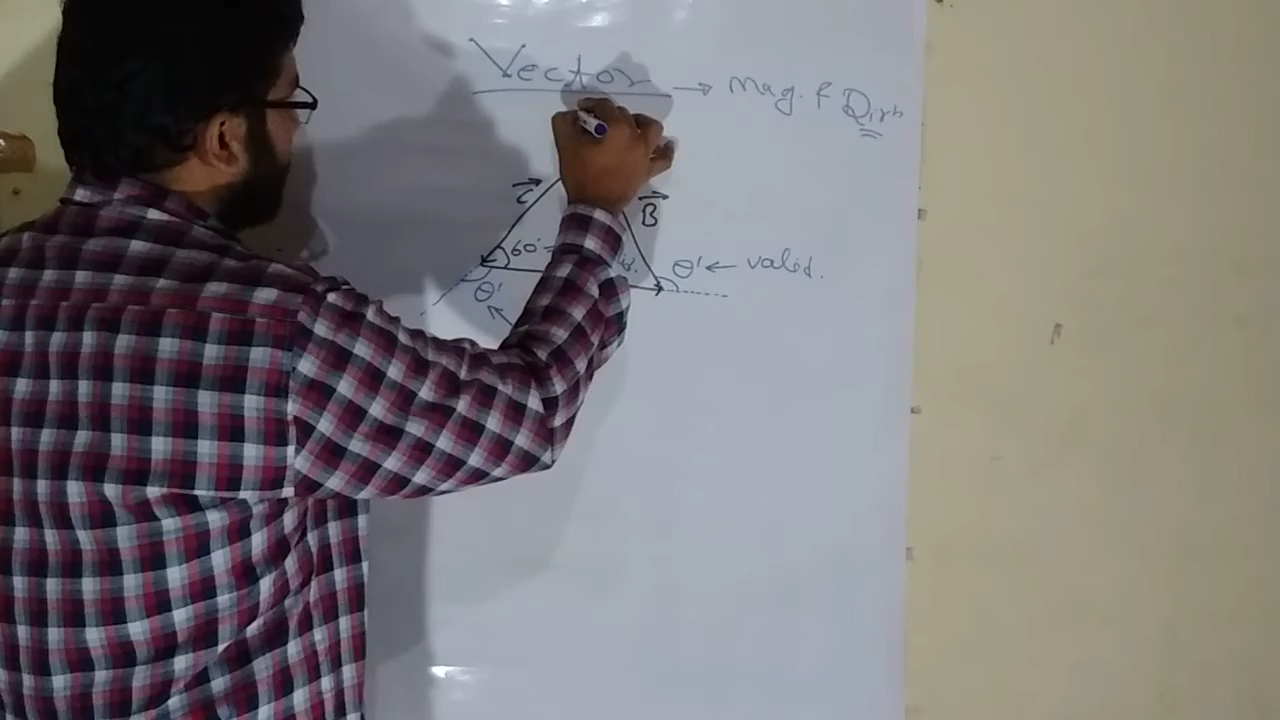 Vector → Mag. & Dirn
C→ B→
60°=
θ' ← valid.
θ'